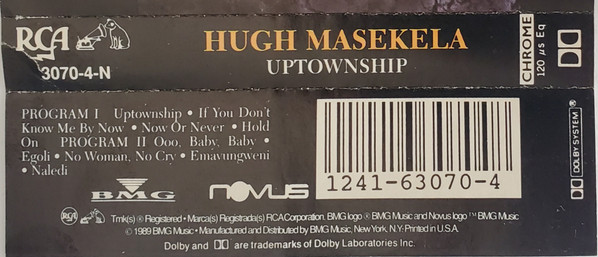 RCA
3070-4-N
HUGH MASEKELA
UPTOWNSHIP
CHROME
120 µs Eq
PROGRAM I Uptownship • If You Don't
Know Me By Now • Now Or Never • Hold
On PROGRAM II Ooo, Baby, Baby •
Egoli • No Woman, No Cry • Emavungweni
• Naledi
BMG
NOVUS
1241-63070-4
DOLBY SYSTEM ®
RCA Tmk(s) ® Registered • Marca(s) Registrada(s) RCA Corporation. BMG logo ® BMG Music and Novus logo ™ BMG Music
© 1989 BMG Music • Manufactured and Distributed by BMG Music, New York, N.Y. Printed in U.S.A.
Dolby and are trademarks of Dolby Laboratories Inc.